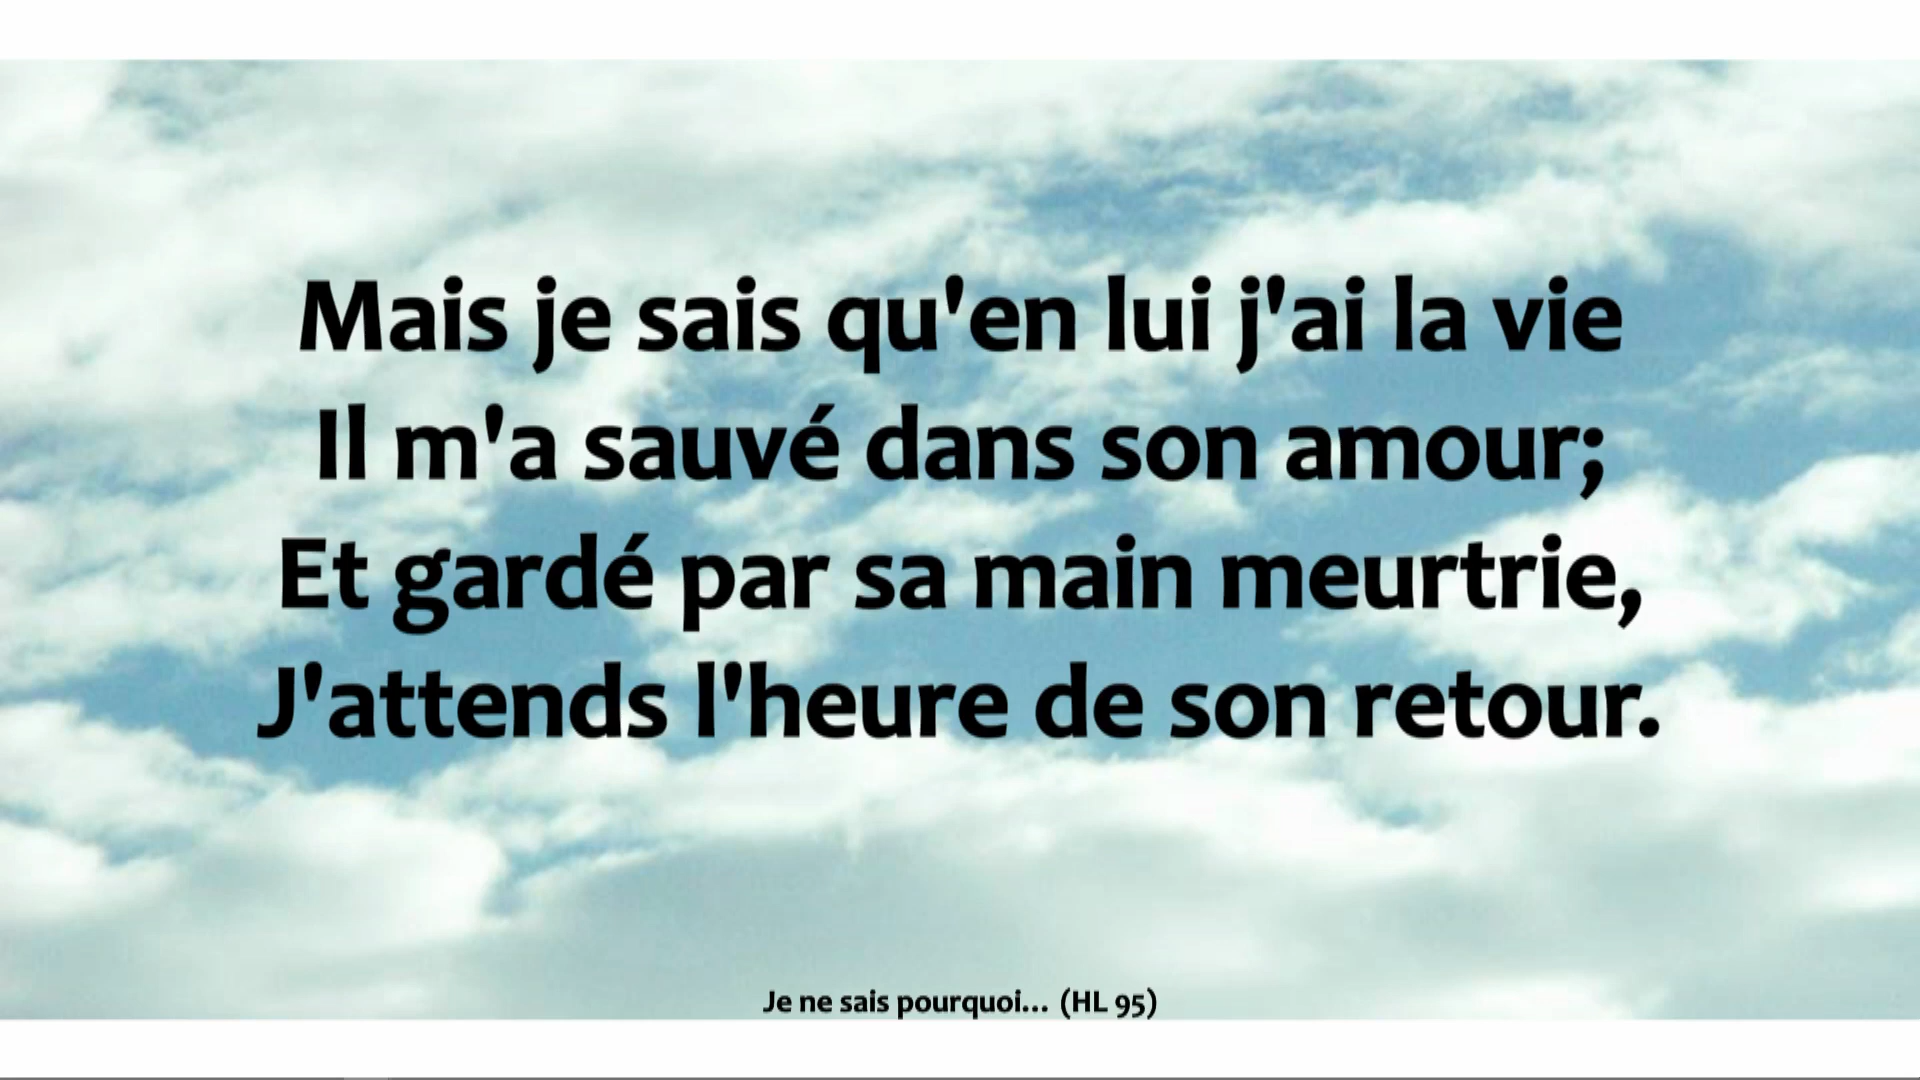 Mais je sais qu'en lui j'ai la vie
Il m'a sauvé dans son amour;
Et gardé par sa main meurtrie,
J'attends l'heure de son retour.
Je ne sais pourquoi... (HL 95)